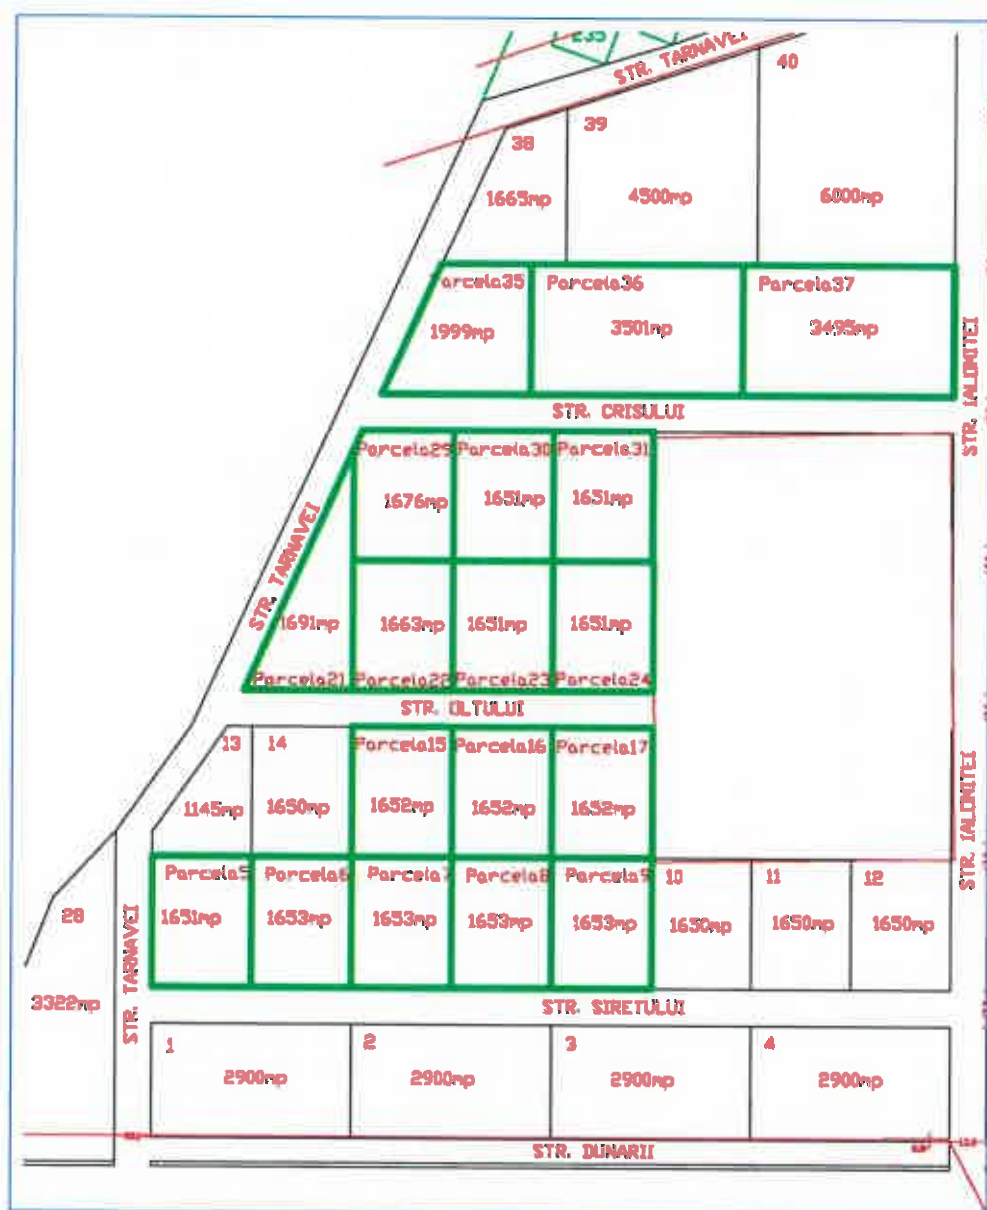 235
STR. TARNAVEI
40
39
38
1665mp
4500mp
6000mp
Parcela35
Parcela36
Parcela37
1999mp
3501mp
3495mp
STR. IALOMITEI
STR. CRISULUI
Parcela29
Parcela30
Parcela31
1676mp
1651mp
1651mp
STR. TARNAVEI
1691mp
1663mp
1651mp
1651mp
Parcela21
Parcela22
Parcela23
Parcela24
STR. OLTULUI
13
14
Parcela15
Parcela16
Parcela17
1145mp
1650mp
1652mp
1652mp
1652mp
STR. IALOMITEI
Parcela5
Parcela6
Parcela7
Parcela8
Parcela9
10
11
12
28
1651mp
1653mp
1653mp
1653mp
1653mp
1650mp
1650mp
1650mp
STR. TARNAVEI
3322mp
STR. SIRETULUI
1
2
3
4
2900mp
2900mp
2900mp
2900mp
STR. DUNARII